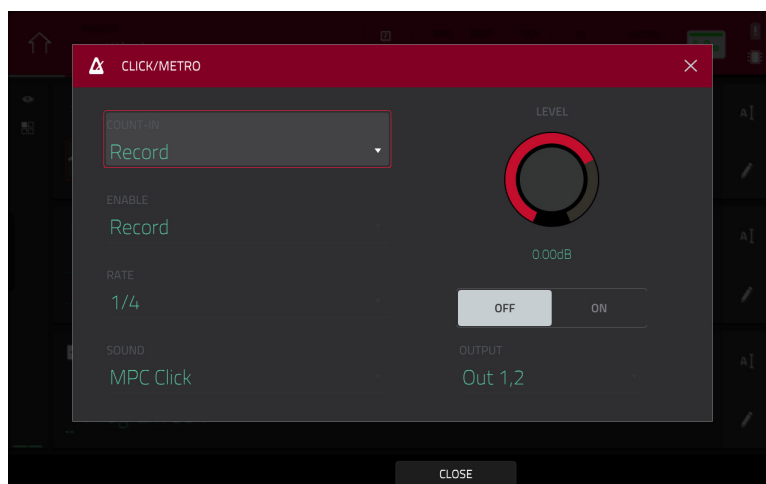 CLICK/METRO
COUNT-IN
Record
ENABLE
Record
RATE
1/4
SOUND
MPC Click
LEVEL
0.00dB
OFF
ON
OUTPUT
Out 1,2
CLOSE